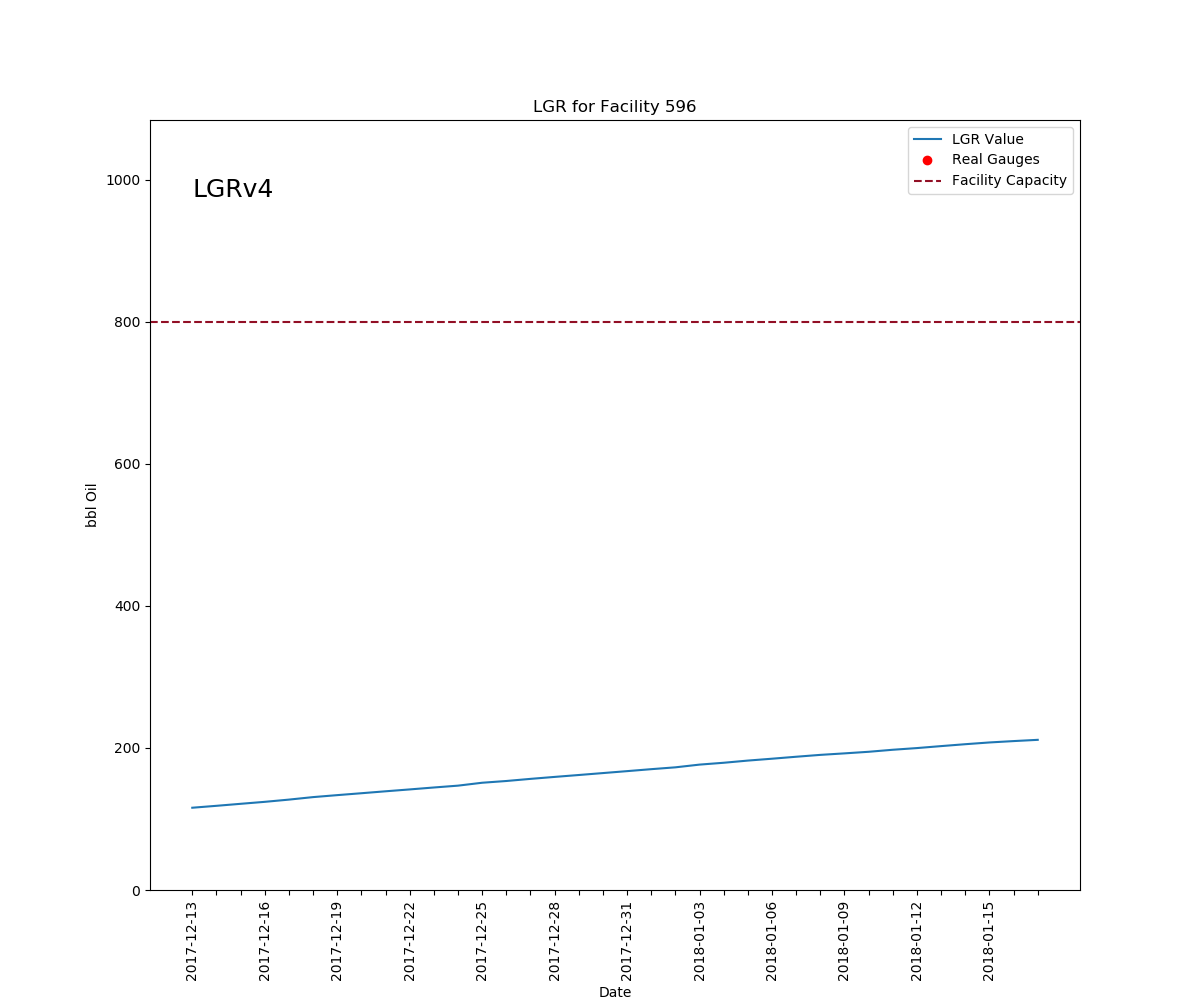 LGR for Facility 596
LGR Value
Real Gauges
Facility Capacity
LGRv4
1000
800
600
400
200
0
bbl Oil
2017-12-13
2017-12-16
2017-12-19
2017-12-22
2017-12-25
2017-12-28
2017-12-31
2018-01-03
2018-01-06
2018-01-09
2018-01-12
2018-01-15
Date